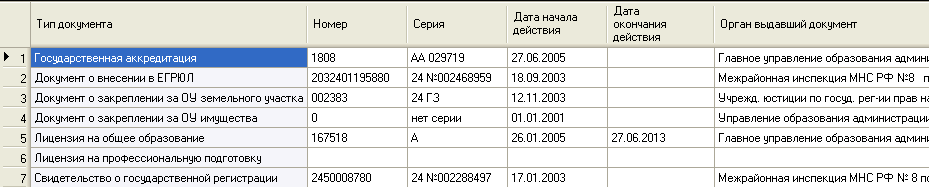 Тип документа Номер Серия Дата начала действия Дата окончания действия Орган выдавший документ
1 Государственная аккредитация 1808 АА 029719 27.06.2005 Главное управление образования админи
2 Документ о внесении в ЕГРЮЛ 2032401195880 24 №002468959 18.09.2003 Межрайонная инспекция МНС РФ №8 п
3 Документ о закреплении за ОУ земельного участка 002383 24 ГЗ 12.11.2003 Учрежд. юстиции по госуд. рег-ии прав на
4 Документ о закреплении за ОУ имущества 0 нет серии 01.01.2001 Управление образования администрации
5 Лицензия на общее образование 167518 А 26.01.2005 27.06.2013 Главное управление образования админи
6 Лицензия на профессиональную подготовку
7 Свидетельство о государственной регистрации 2450008780 24 №002288497 17.01.2003 Межрайонная инспекция МНС РФ № 8 по